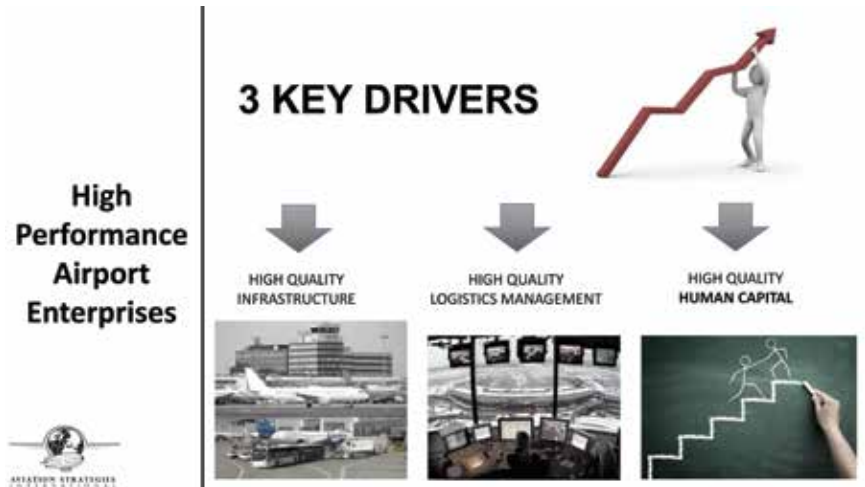 High
Performance
Airport
Enterprises
3 KEY DRIVERS
HIGH QUALITY
INFRASTRUCTURE
HIGH QUALITY
LOGISTICS MANAGEMENT
HIGH QUALITY
HUMAN CAPITAL
AVIATION STRATEGIES
INTERNATIONAL